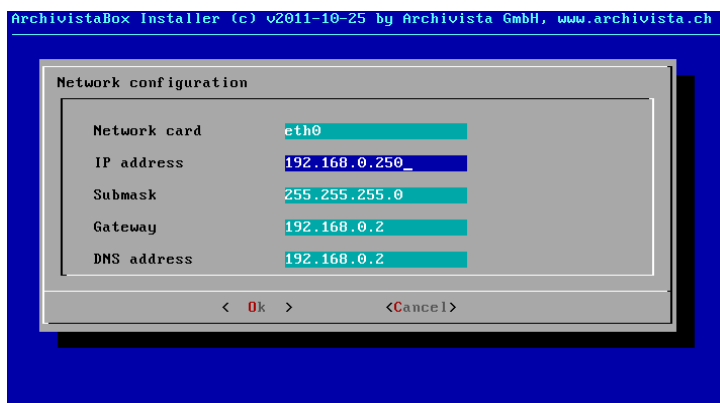 ArchivistaBox Installer (c) v2011-10-25 by Archivista GmbH, www.archivista.ch
Network configuration
Network card eth0
IP address 192.168.0.250_
Submask 255.255.255.0
Gateway 192.168.0.2
DNS address 192.168.0.2
< Ok > <Cancel>